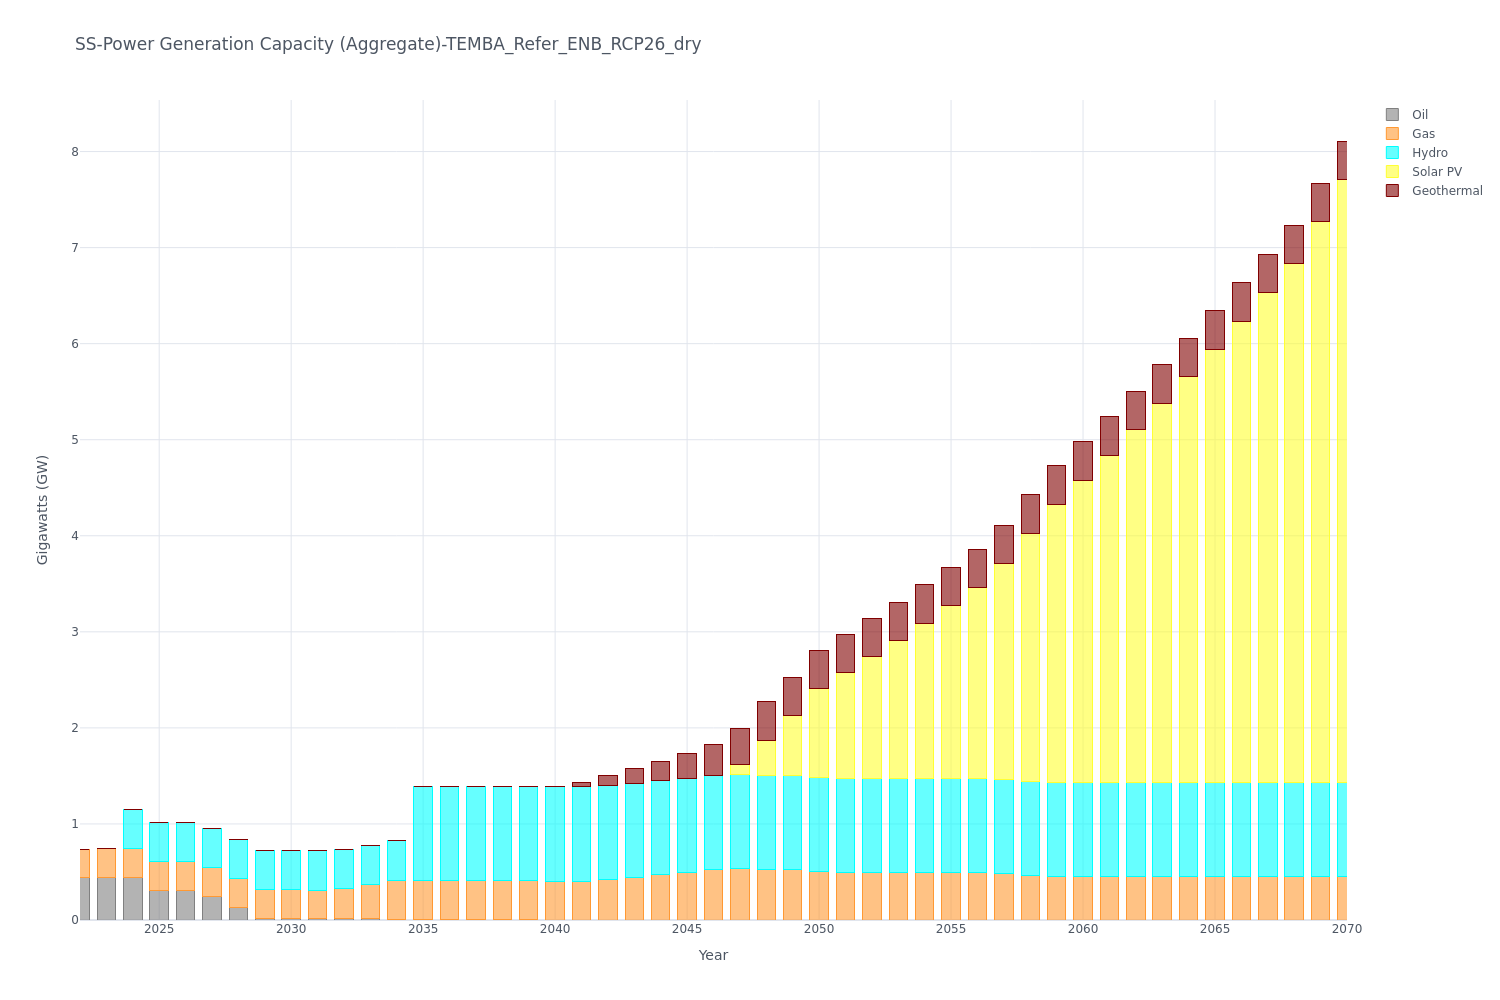 SS-Power Generation Capacity (Aggregate)-TEMBA_Refer_ENB_RCP26_dry
Oil
Gas
Hydro
Solar PV
Geothermal
8
7
6
5
4
3
2
1
0
Gigawatts (GW)
2025
2030
2035
2040
2045
2050
2055
2060
2065
2070
Year